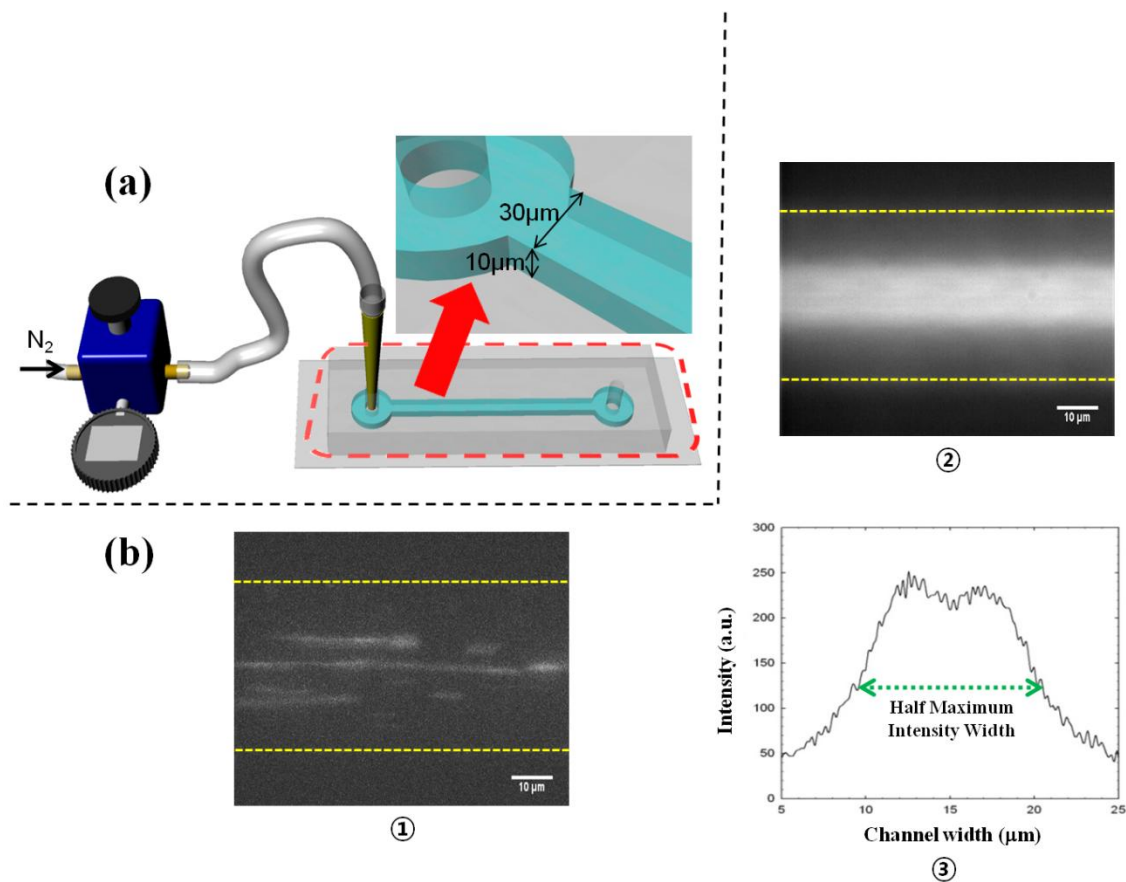 (a)
N2
30μm
10μm
10 μm
②
(b)
10 μm
①
300
250
200
150
100
50
0
5
10
15
20
25
Intensity (a.u.)
Half Maximum
Intensity Width
Channel width (μm)
③